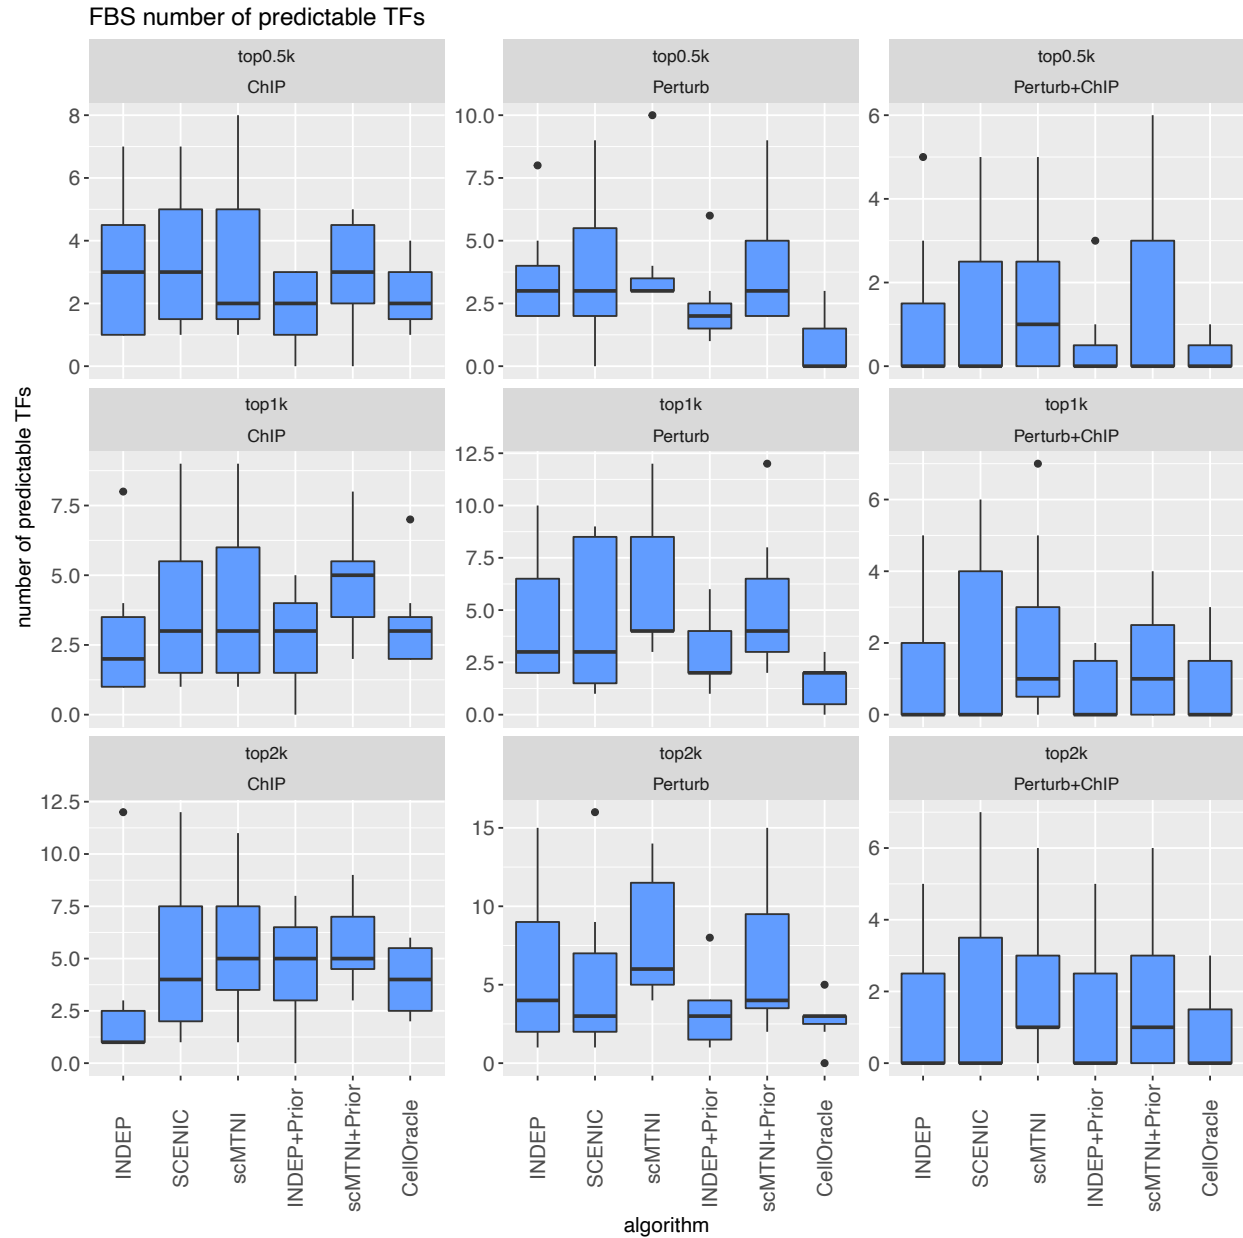 FBS number of predictable TFs
top0.5k
ChIP
top0.5k
Perturb
top0.5k
Perturb+ChIP
8
6
4
2
0
10.0
7.5
5.0
2.5
0.0
6
4
2
0
number of predictable TFs
top1k
ChIP
top1k
Perturb
top1k
Perturb+ChIP
7.5
5.0
2.5
0.0
12.5
10.0
7.5
5.0
2.5
0.0
6
4
2
0
top2k
ChIP
top2k
Perturb
top2k
Perturb+ChIP
12.5
10.0
7.5
5.0
2.5
0.0
15
10
5
0
6
4
2
0
INDEP
SCENIC
scMTNI
INDEP+Prior
scMTNI+Prior
CellOracle
INDEP
SCENIC
scMTNI
INDEP+Prior
scMTNI+Prior
CellOracle
INDEP
SCENIC
scMTNI
INDEP+Prior
scMTNI+Prior
CellOracle
algorithm